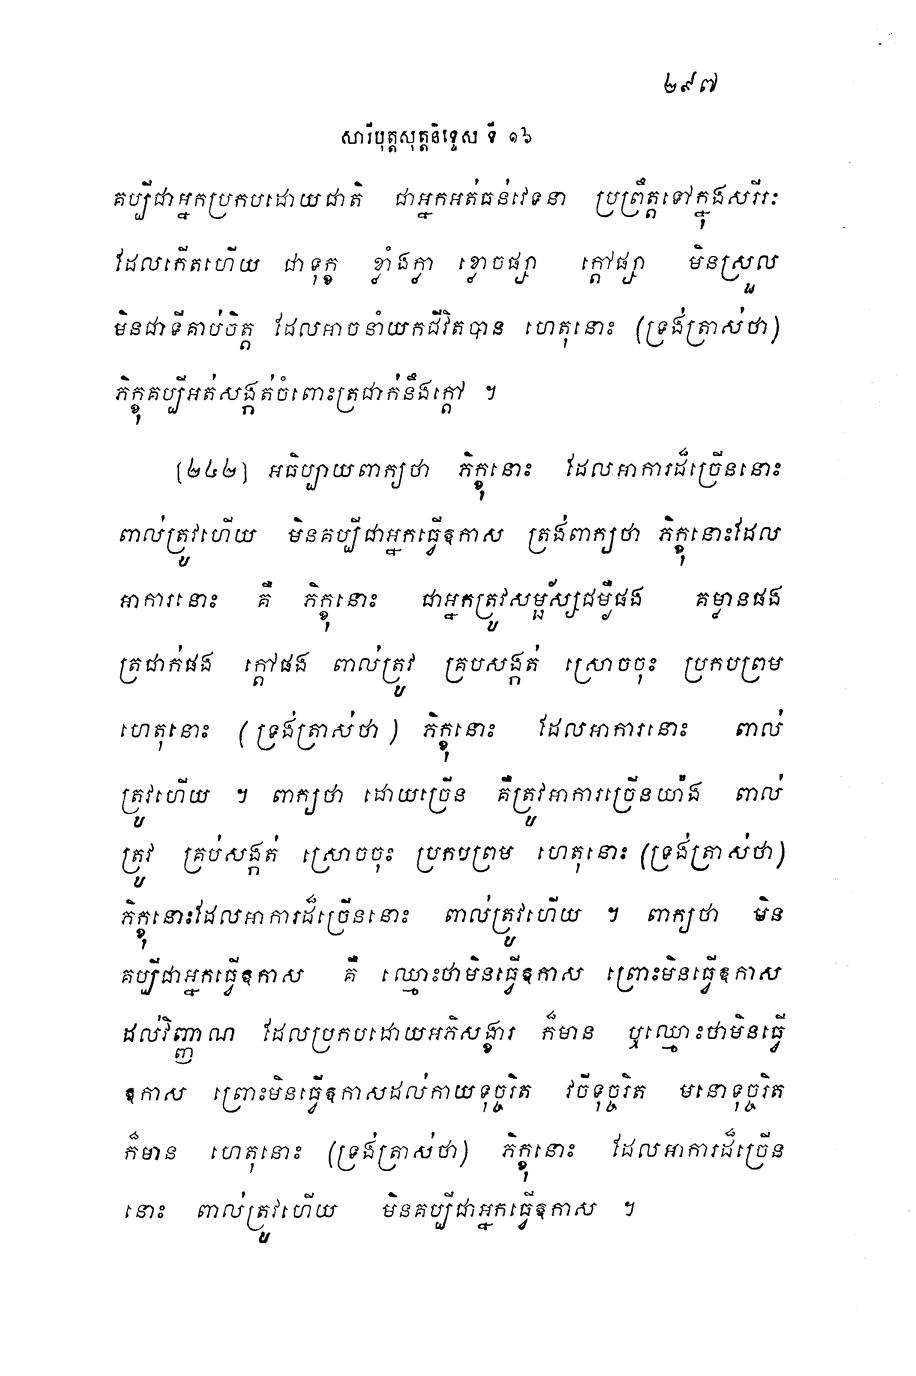 ២៩៧
សារីបុត្តសុត្តនិទ្ទេស ទី ១៦
គប្បីជាអ្នកប្រកបដោយជាតិ ជាអ្នកអត់ធន់វេទនា ប្រព្រឹត្តទៅក្នុងសរីរៈ
ដែលកើតហើយ ជាទុក្ខ ខ្លាំងក្លា ខ្លោចផ្សា ក្តៅផ្សា មិនស្រួល
មិនជាទីគាប់ចិត្ត ដែលអាចនាំយកជីវិតបាន ហេតុនោះ (ទ្រង់ត្រាស់ថា)
ភិក្ខុគប្បីអត់សង្កត់ចំពោះត្រជាក់នឹងក្តៅ ។
[២៤២] អធិប្បាយពាក្យថា ភិក្ខុនោះ ដែលអាការដ៏ច្រើននោះ
ពាល់ត្រូវហើយ មិនគប្បីជាអ្នកធ្វើឱកាស ត្រង់ពាក្យថា ភិក្ខុនោះដែល
អាការនោះ គឺ ភិក្ខុនោះ ជាអ្នកត្រូវសម្ផ័ស្សជម្ងឺផង គម្លានផង
ត្រជាក់ផង ក្តៅផង ពាល់ត្រូវ គ្របសង្កត់ ស្រោចចុះ ប្រកបព្រម
ហេតុនោះ (ទ្រង់ត្រាស់ថា) ភិក្ខុនោះ ដែលអាការនោះ ពាល់
ត្រូវហើយ ។ ពាក្យថា ដោយច្រើន គឺត្រូវអាការច្រើនយ៉ាង ពាល់
ត្រូវ គ្រប់សង្កត់ ស្រោចចុះ ប្រកបព្រម ហេតុនោះ (ទ្រង់ត្រាស់ថា)
ភិក្ខុនោះដែលអាការដ៏ច្រើននោះ ពាល់ត្រូវហើយ ។ ពាក្យថា មិន
គប្បីជាអ្នកធ្វើឱកាស គឺ ឈ្មោះថាមិនធ្វើឱកាស ព្រោះមិនធ្វើឱកាស
ដល់វិញ្ញាណ ដែលប្រកបដោយអភិសង្ខារ ក៏មាន ឬឈ្មោះថាមិនធ្វើ
ឱកាស ព្រោះមិនធ្វើឱកាសដល់កាយទុច្ចរិត វចីទុច្ចរិត មនោទុច្ចរិត
ក៏មាន ហេតុនោះ (ទ្រង់ត្រាស់ថា) ភិក្ខុនោះ ដែលអាការដ៏ច្រើន
នោះ ពាល់ត្រូវហើយ មិនគប្បីជាអ្នកធ្វើឱកាស ។